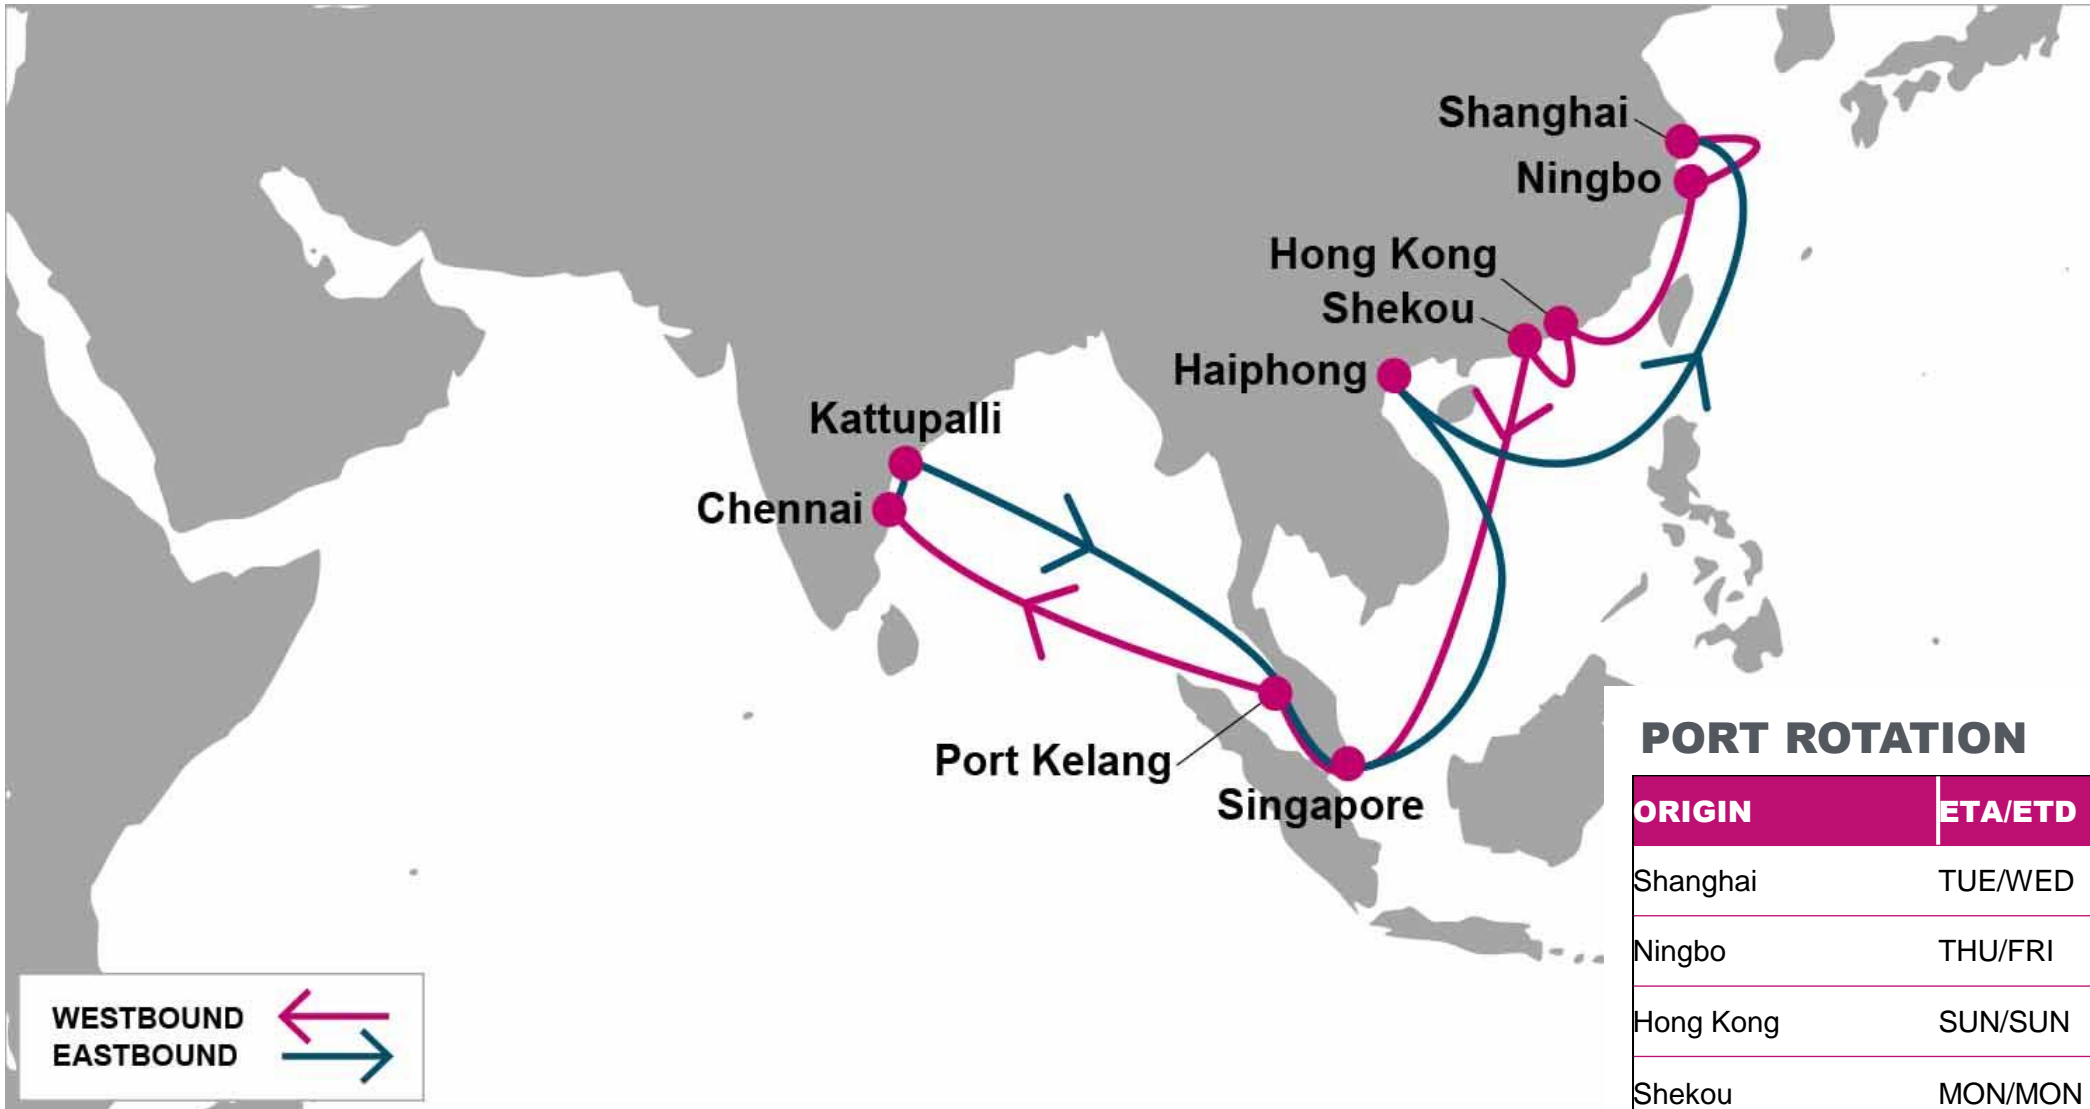 Shanghai
Ningbo
Hong Kong
Shekou
Haiphong
Kattupalli
Chennai
Port Kelang
Singapore
WESTBOUND
EASTBOUND
PORT ROTATION
ORIGIN ETA/ETD
Shanghai TUE/WED
Ningbo THU/FRI
Hong Kong SUN/SUN
Shekou MON/MON